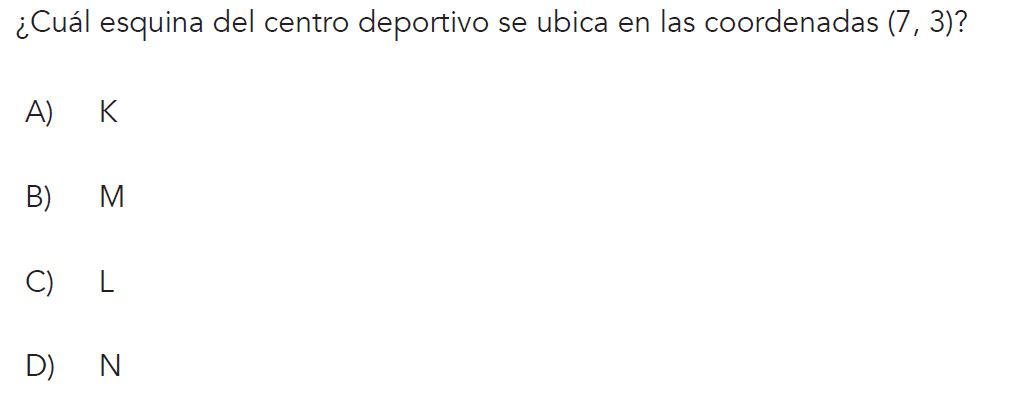 ¿Cuál esquina del centro deportivo se ubica en las coordenadas (7, 3)?
A) K
B) M
C) L
D) N